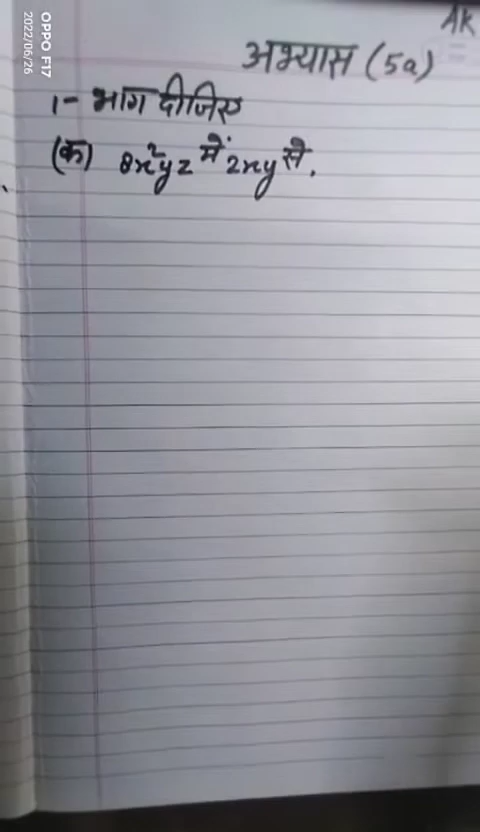 AK
अभ्यास (5a)
1- भाग दीजिए
(क) 8x²yz में 2xy से.
OPPO F17
2022/06/26